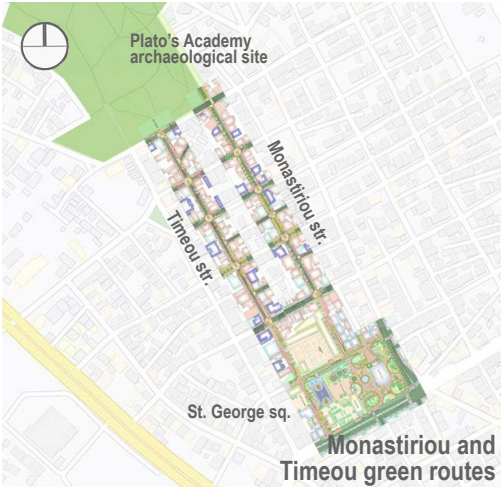 Plato's Academy
archaeological site
Monastiriou str.
Timeou str.
St. George sq.
Monastiriou and
Timeou green routes